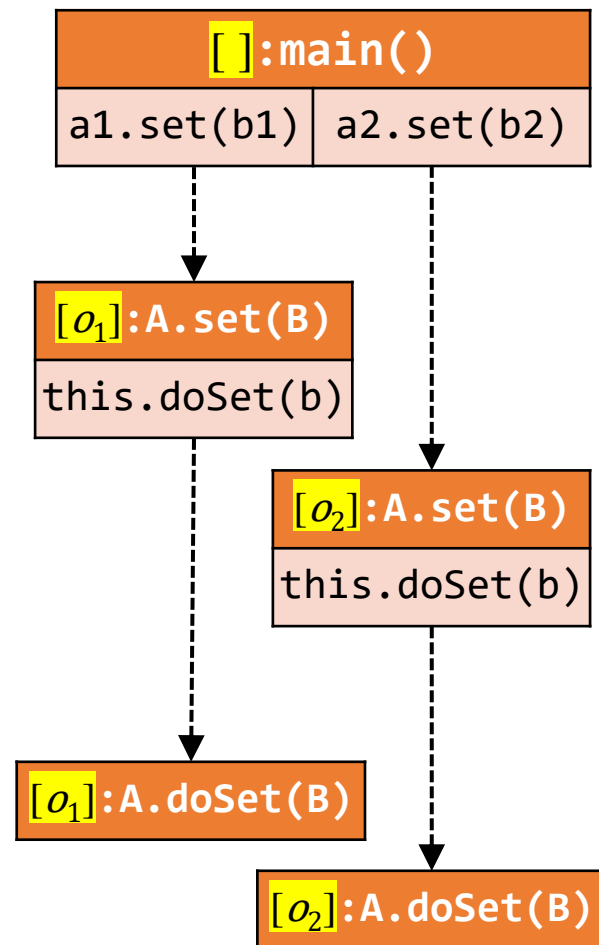 [ ]:main()
a1.set(b1) a2.set(b2)
[o₁]:A.set(B)
this.doSet(b)
[o₂]:A.set(B)
this.doSet(b)
[o₁]:A.doSet(B)
[o₂]:A.doSet(B)